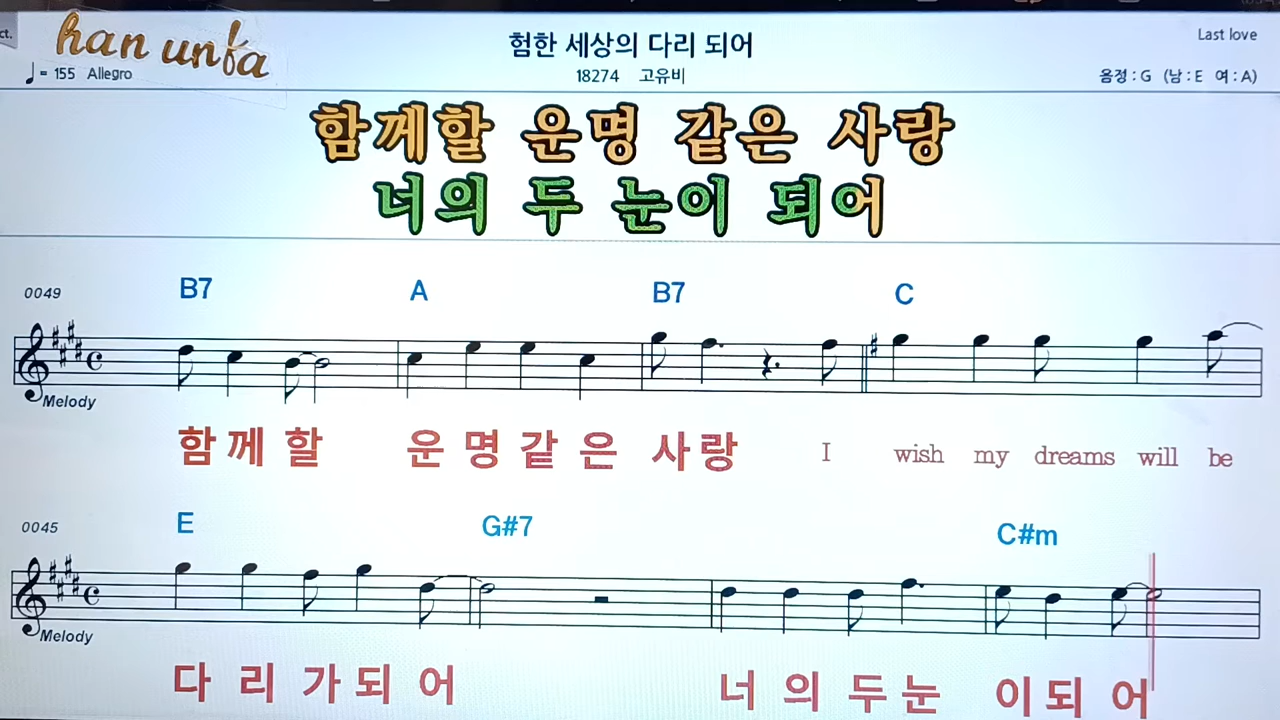 ct.
han unfa
험한 세상의 다리 되어
Last love
= 155 Allegro
18274 고유비
음정 : G (남 : E 여 : A)
함께할 운명 같은 사랑
너의 두 눈이 되어
0049
B7 A B7 C
Melody
함 께 할 운 명 같 은 사 랑 I wish my dreams will be
0045
E G#7 C#m
Melody
다 리 가 되 어 너 의 두 눈 이 되 어